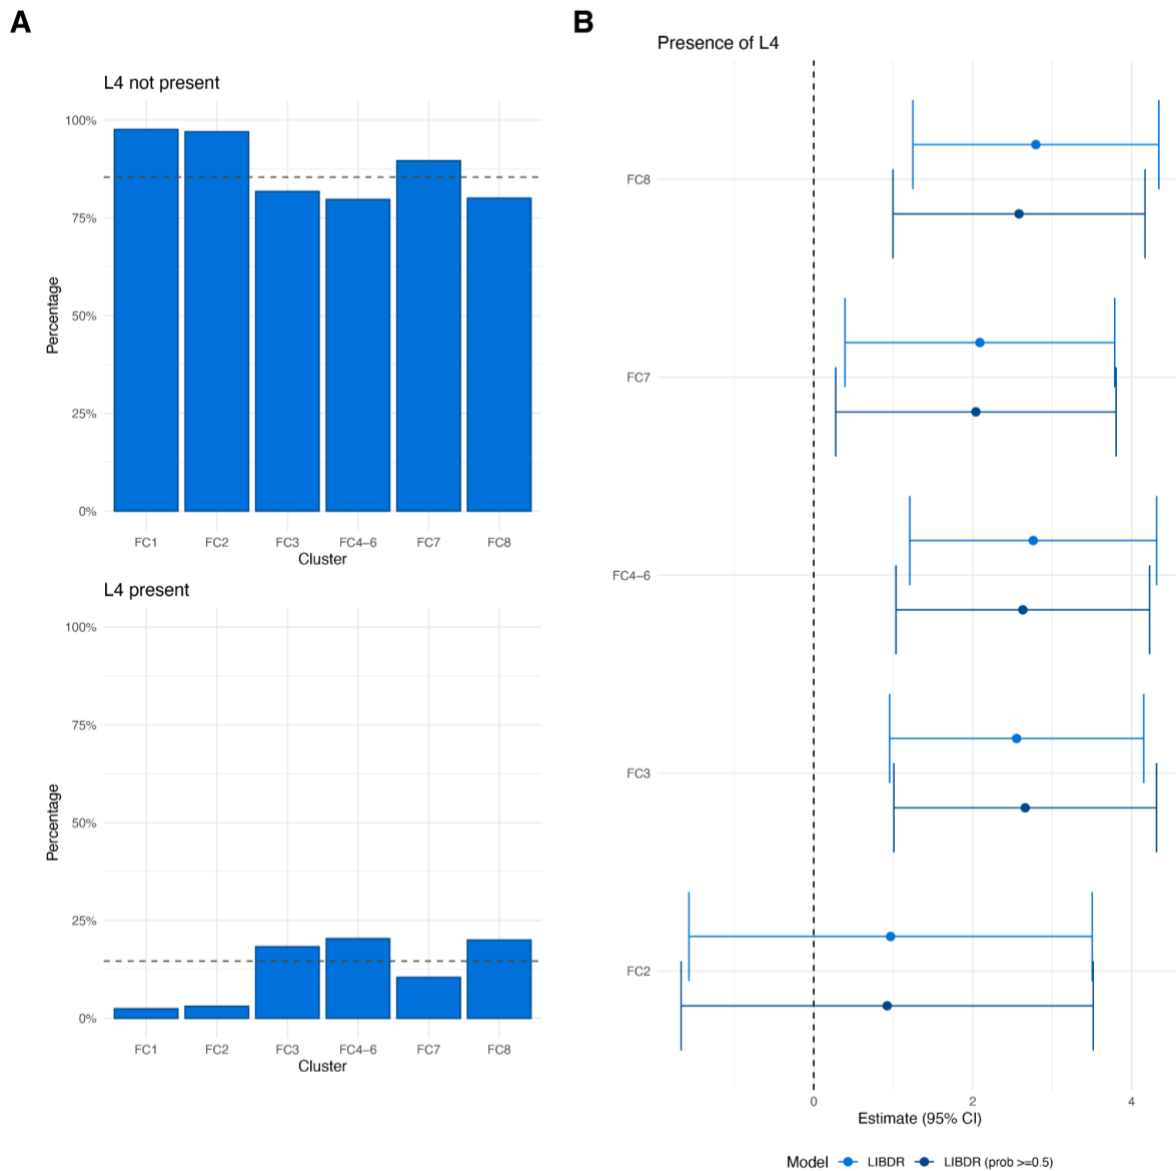 A
L4 not present
100%
75%
50%
25%
0%
Percentage
FC1 FC2 FC3 FC4–6 FC7 FC8
Cluster
L4 present
100%
75%
50%
25%
0%
Percentage
FC1 FC2 FC3 FC4–6 FC7 FC8
Cluster
B
Presence of L4
FC8
FC7
FC4–6
FC3
FC2
0 2 4
Estimate (95% CI)
Model LIBDR LIBDR (prob >=0.5)